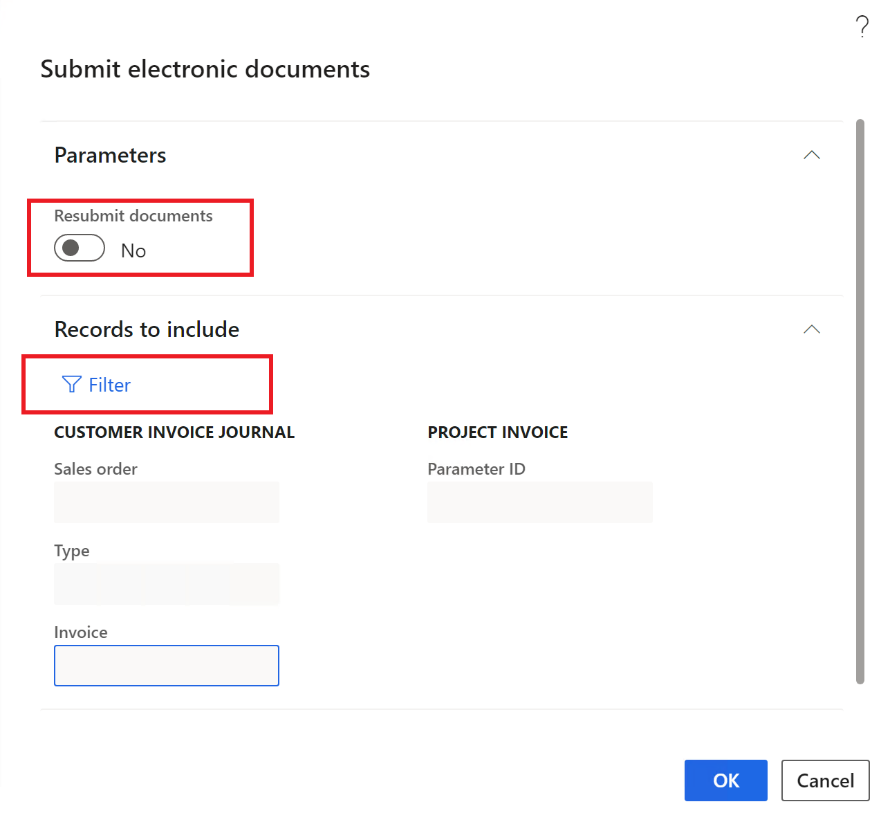 ?
Submit electronic documents
Parameters
Resubmit documents
No
Records to include
Filter
CUSTOMER INVOICE JOURNAL
Sales order
Type
Invoice
PROJECT INVOICE
Parameter ID
OK
Cancel